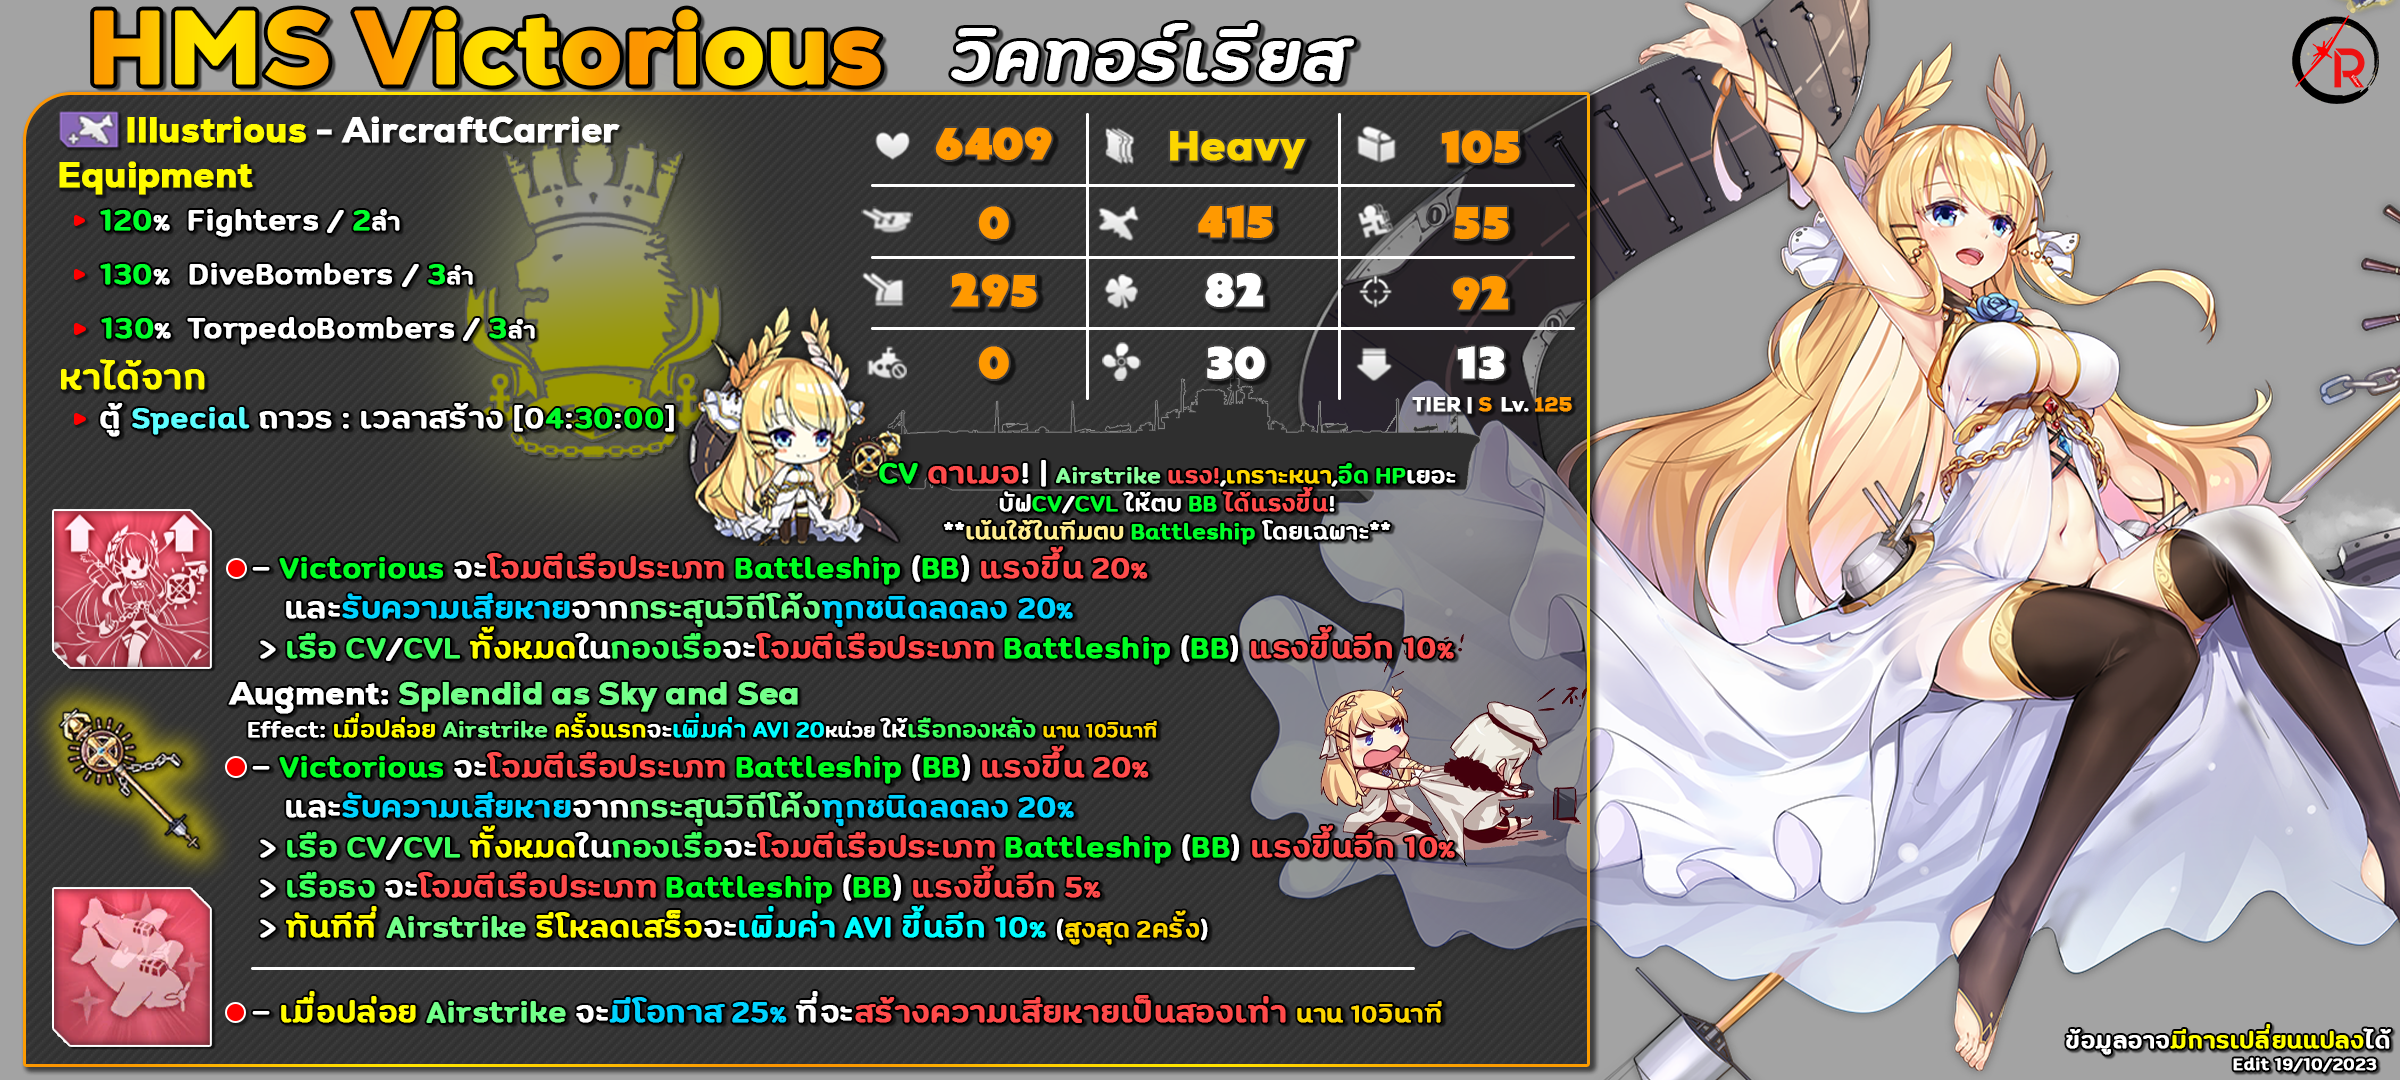 HMS Victorious วิคทอร์เรียส
R
Illustrious - AircraftCarrier
Equipment
120% Fighters / 2ลำ
130% DiveBombers / 3ลำ
130% TorpedoBombers / 3ลำ
หาได้จาก
ตู้ Special ถาวร : เวลาสร้าง [04:30:00]
6409 Heavy 105
0 415 55
295 82 92
0 30 13
TIER | S Lv. 125
CV ดาเมจ! | Airstrike แรง!,เกราะหนา,อึด HPเยอะ
บัฟCV/CVL ให้ตบ BB ได้แรงขึ้น!
**เน้นใช้ในทีมตบ Battleship โดยเฉพาะ**
- Victorious จะโจมตีเรือประเภท Battleship (BB) แรงขึ้น 20%
และรับความเสียหายจากกระสุนวิถีโค้งทุกชนิดลดลง 20%
> เรือ CV/CVL ทั้งหมดในกองเรือจะโจมตีเรือประเภท Battleship (BB) แรงขึ้นอีก 10%
Augment: Splendid as Sky and Sea
Effect: เมื่อปล่อย Airstrike ครั้งแรกจะเพิ่มค่า AVI 20หน่วย ให้เรือกองหลัง นาน 10วินาที
- Victorious จะโจมตีเรือประเภท Battleship (BB) แรงขึ้น 20%
และรับความเสียหายจากกระสุนวิถีโค้งทุกชนิดลดลง 20%
> เรือ CV/CVL ทั้งหมดในกองเรือจะโจมตีเรือประเภท Battleship (BB) แรงขึ้นอีก 10%
> เรือธง จะโจมตีเรือประเภท Battleship (BB) แรงขึ้นอีก 5%
> ทันทีที่ Airstrike รีโหลดเสร็จจะเพิ่มค่า AVI ขึ้นอีก 10% (สูงสุด 2ครั้ง)
- เมื่อปล่อย Airstrike จะมีโอกาส 25% ที่จะสร้างความเสียหายเป็นสองเท่า นาน 10วินาที
ข้อมูลอาจมีการเปลี่ยนแปลงได้
Edit 19/10/2023